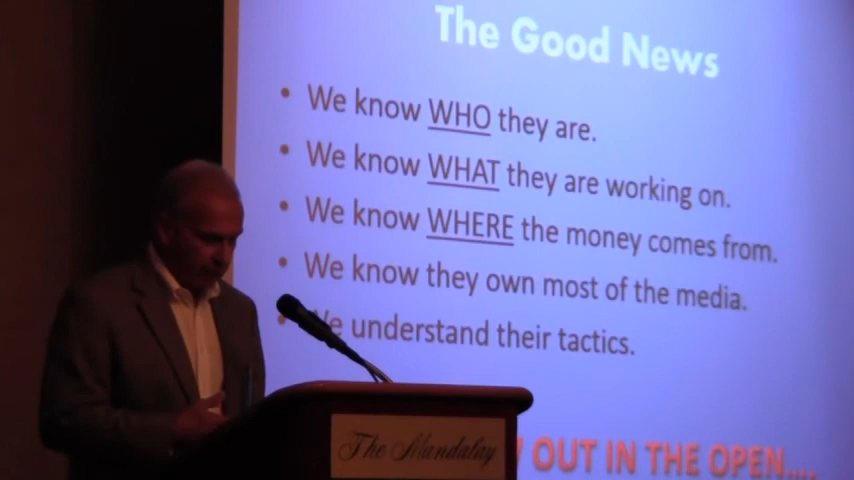 The Good News
• We know WHO they are.
• We know WHAT they are working on.
• We know WHERE the money comes from.
• We know they own most of the media.
• We understand their tactics.
OUT IN THE OPEN....
The Mandalay